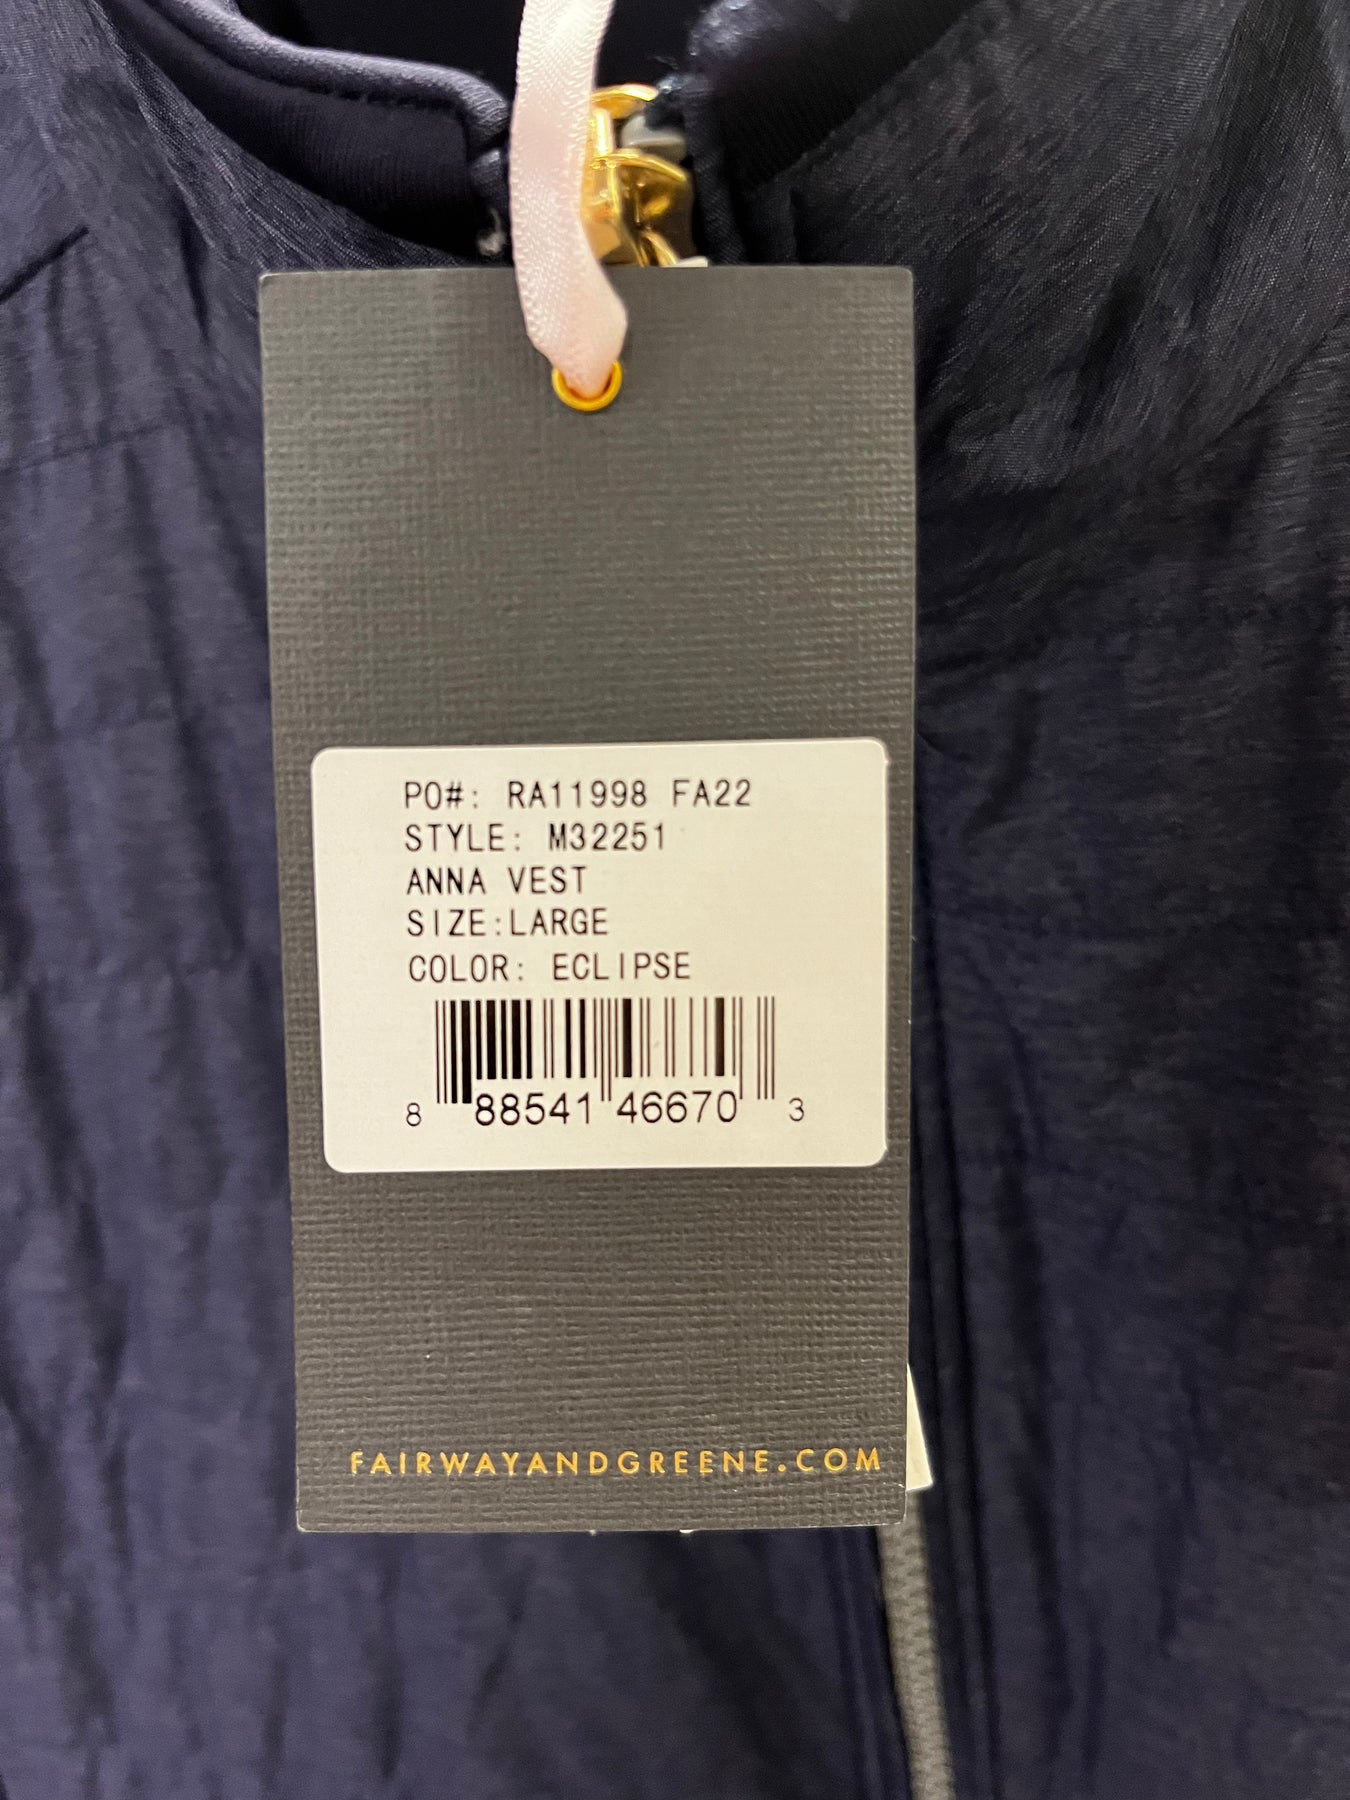 PO#: RA11998 FA22
STYLE: M32251
ANNA VEST
SIZE:LARGE
COLOR: ECLIPSE
8 88541 46670 3
FAIRWAYANDGREENE.COM